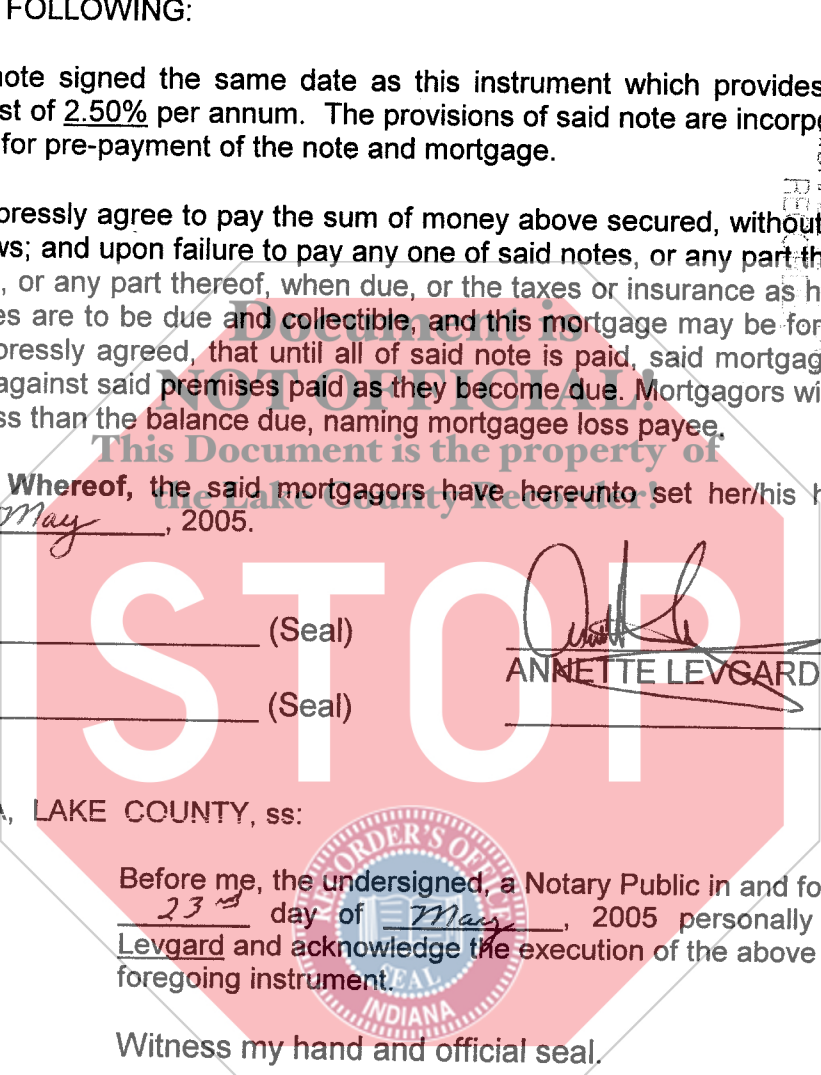 FOLLOWING:
note signed the same date as this instrument which provides
st of 2.50% per annum. The provisions of said note are incorp
for pre-payment of the note and mortgage.
pressly agree to pay the sum of money above secured, without
ws; and upon failure to pay any one of said notes, or any part th
, or any part thereof, when due, or the taxes or insurance as h
es are to be due and collectible, and this mortgage may be for
Document is
pressly agreed, that until all of said note is paid, said mortgag
against said premises paid as they become due. Mortgagors wi
NOT OFFICIAL!
ss than the balance due, naming mortgagee loss payee.
This Document is the property of
Whereof, the said mortgagors have hereunto set her/his h
the Lake County Recorder!
May, 2005.
STOP
(Seal)
ANNETTE LEVGARD
(Seal)
A, LAKE COUNTY, ss:
RECORDER'S OFFICE
Before me, the undersigned, a Notary Public in and fo
23rd day of May, 2005 personally
Levgard and acknowledge the execution of the above
foregoing instrument.
SEAL
INDIANA
Witness my hand and official seal.